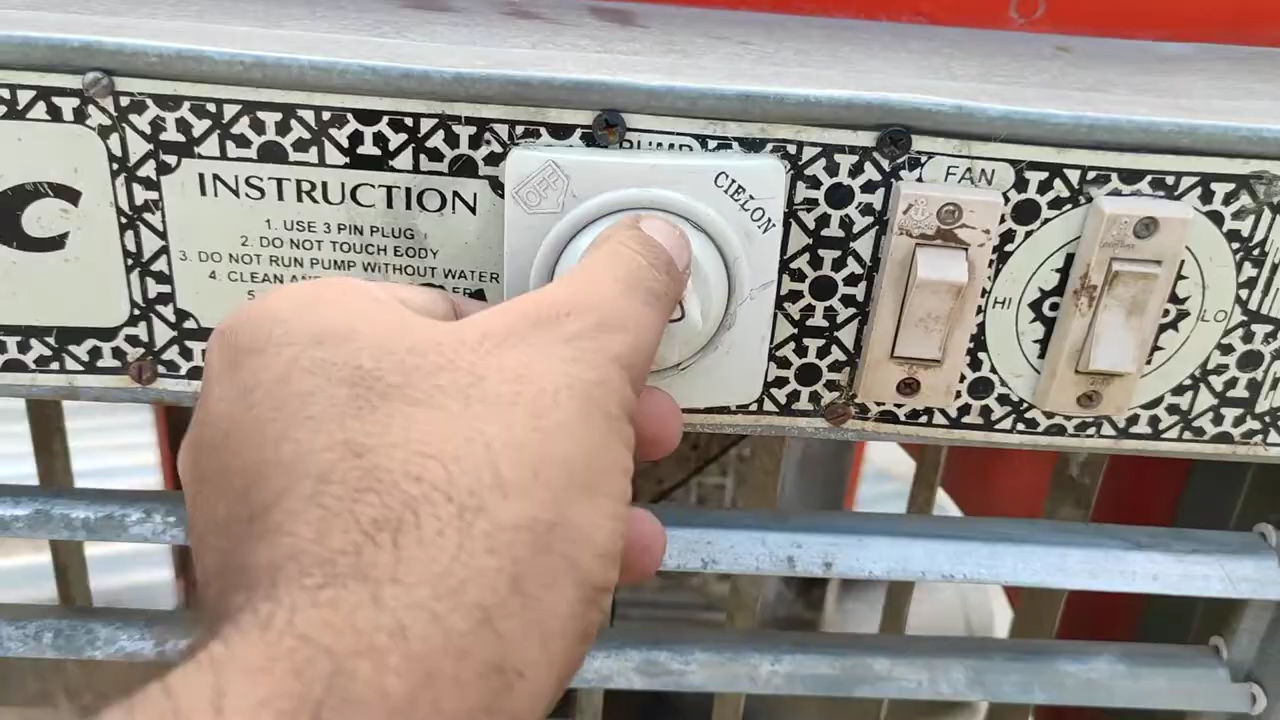 C
INSTRUCTION
1. USE 3 PIN PLUG
2. DO NOT TOUCH BODY
3. DO NOT RUN PUMP WITHOUT WATER
4. CLEAN
5.
OFF
PUMP
CIELON
FAN
HI
LO